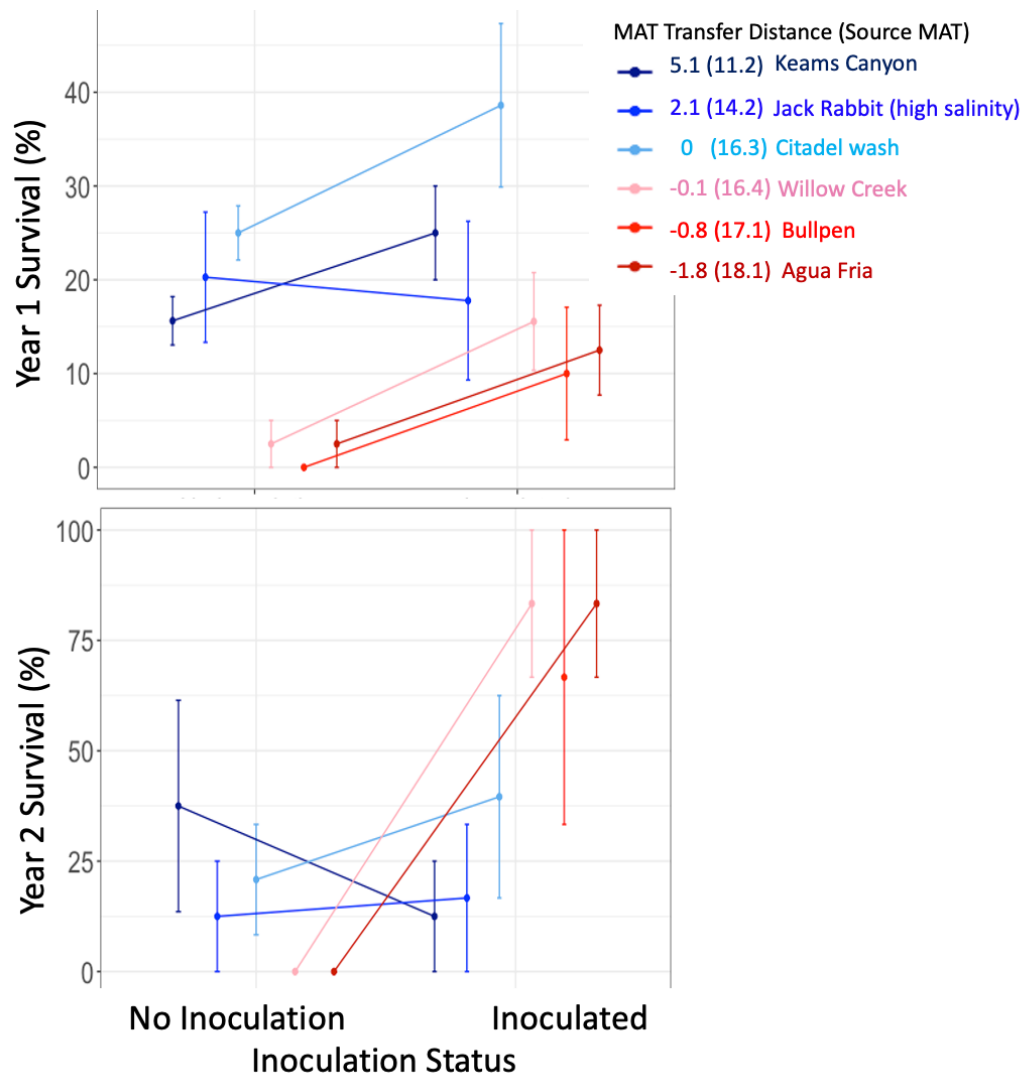 MAT Transfer Distance (Source MAT)
5.1 (11.2) Keams Canyon
2.1 (14.2) Jack Rabbit (high salinity)
0 (16.3) Citadel wash
-0.1 (16.4) Willow Creek
-0.8 (17.1) Bullpen
-1.8 (18.1) Agua Fria
Year 1 Survival (%)
40
30
20
10
0
Year 2 Survival (%)
100
75
50
25
0
No Inoculation
Inoculated
Inoculation Status